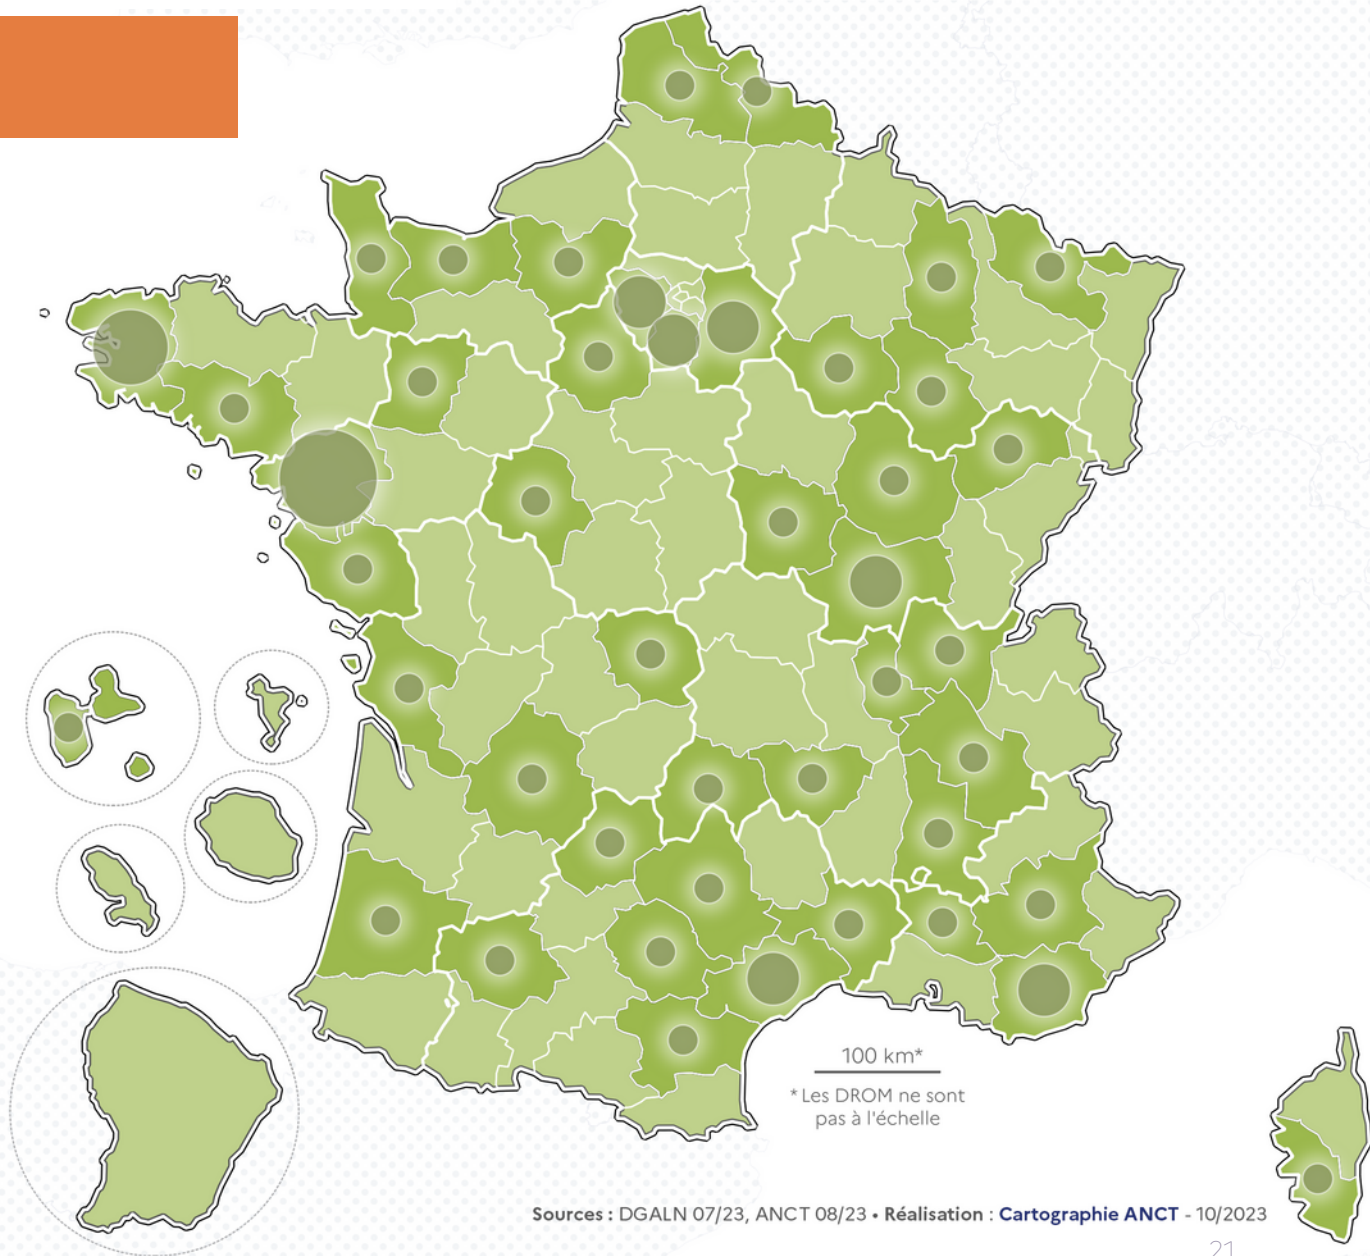 100 km*
* Les DROM ne sont
pas à l'échelle
Sources : DGALN 07/23, ANCT 08/23 • Réalisation : Cartographie ANCT - 10/2023
21